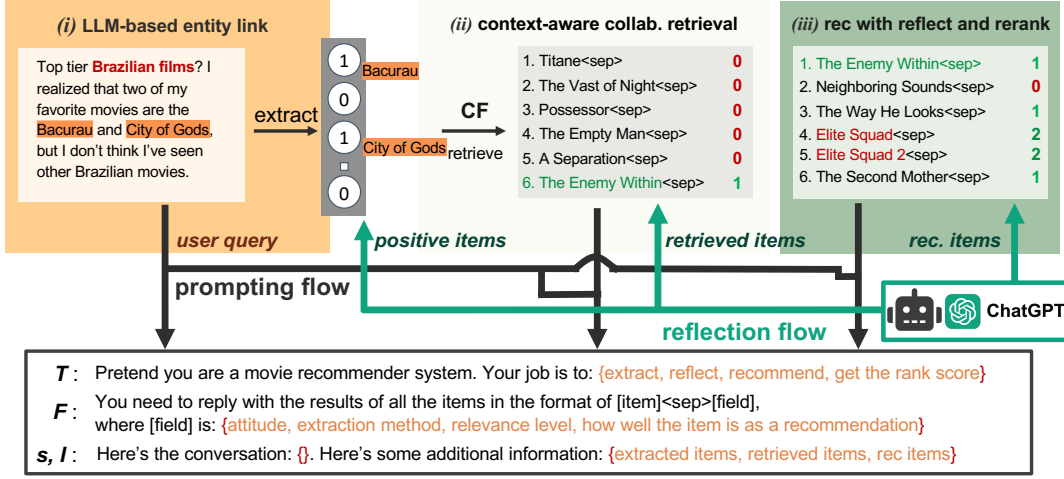 (i) LLM-based entity link
Top tier Brazilian films? I
realized that two of my
favorite movies are the
Bacurau and City of Gods,
but I don't think I've seen
other Brazilian movies.
extract
1
Bacurau
0
1
City of Gods
0
(ii) context-aware collab. retrieval
CF
retrieve
1. Titane<sep> 0
2. The Vast of Night<sep> 0
3. Possessor<sep> 0
4. The Empty Man<sep> 0
5. A Separation<sep> 0
6. The Enemy Within<sep> 1
(iii) rec with reflect and rerank
1. The Enemy Within<sep> 1
2. Neighboring Sounds<sep> 0
3. The Way He Looks<sep> 1
4. Elite Squad<sep> 2
5. Elite Squad 2<sep> 2
6. The Second Mother<sep> 1
user query
positive items
retrieved items
rec. items
prompting flow
reflection flow
ChatGPT
T : Pretend you are a movie recommender system. Your job is to: {extract, reflect, recommend, get the rank score}
F : You need to reply with the results of all the items in the format of [item]<sep>[field],
where [field] is: {attitude, extraction method, relevance level, how well the item is as a recommendation}
s, I : Here's the conversation: {}. Here's some additional information: {extracted items, retrieved items, rec items}